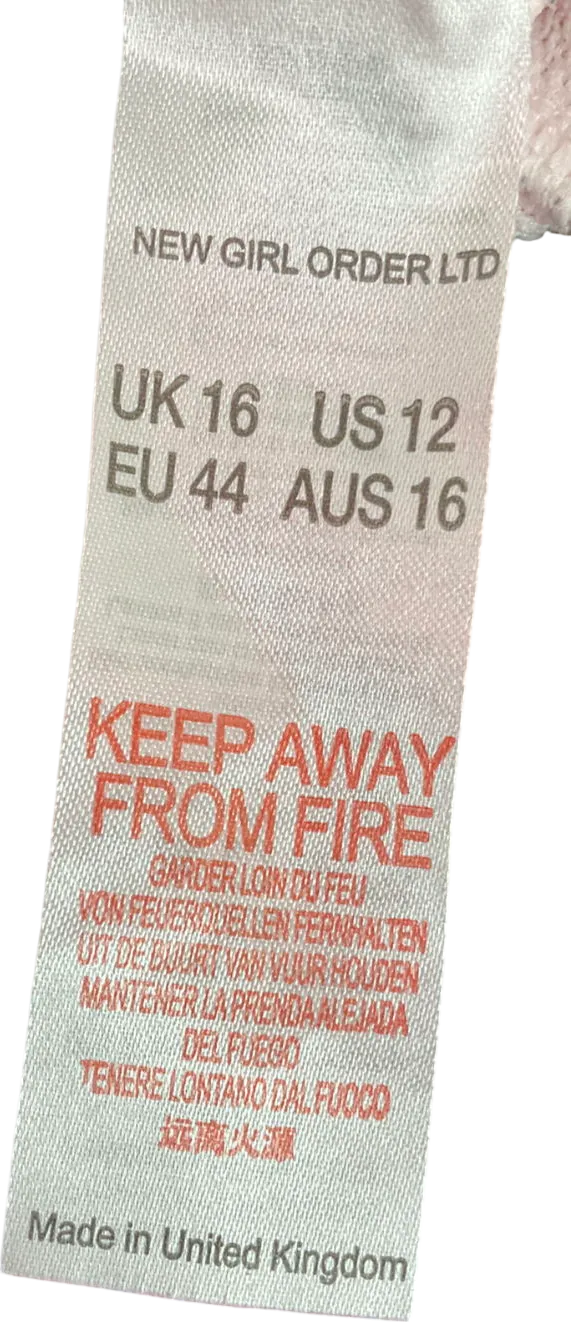 NEW GIRL ORDER LTD
UK 16 US 12
EU 44 AUS 16
KEEP AWAY
FROM FIRE
GARDER LOIN DU FEU
VON FEUERQUELLEN FERNHALTEN
UIT DE BUURT VAN VUUR HOUDEN
MANTENER LA PRENDA ALEJADA
DEL FUEGO
TENERE LONTANO DAL FUOCO
远离火源
Made in United Kingdom